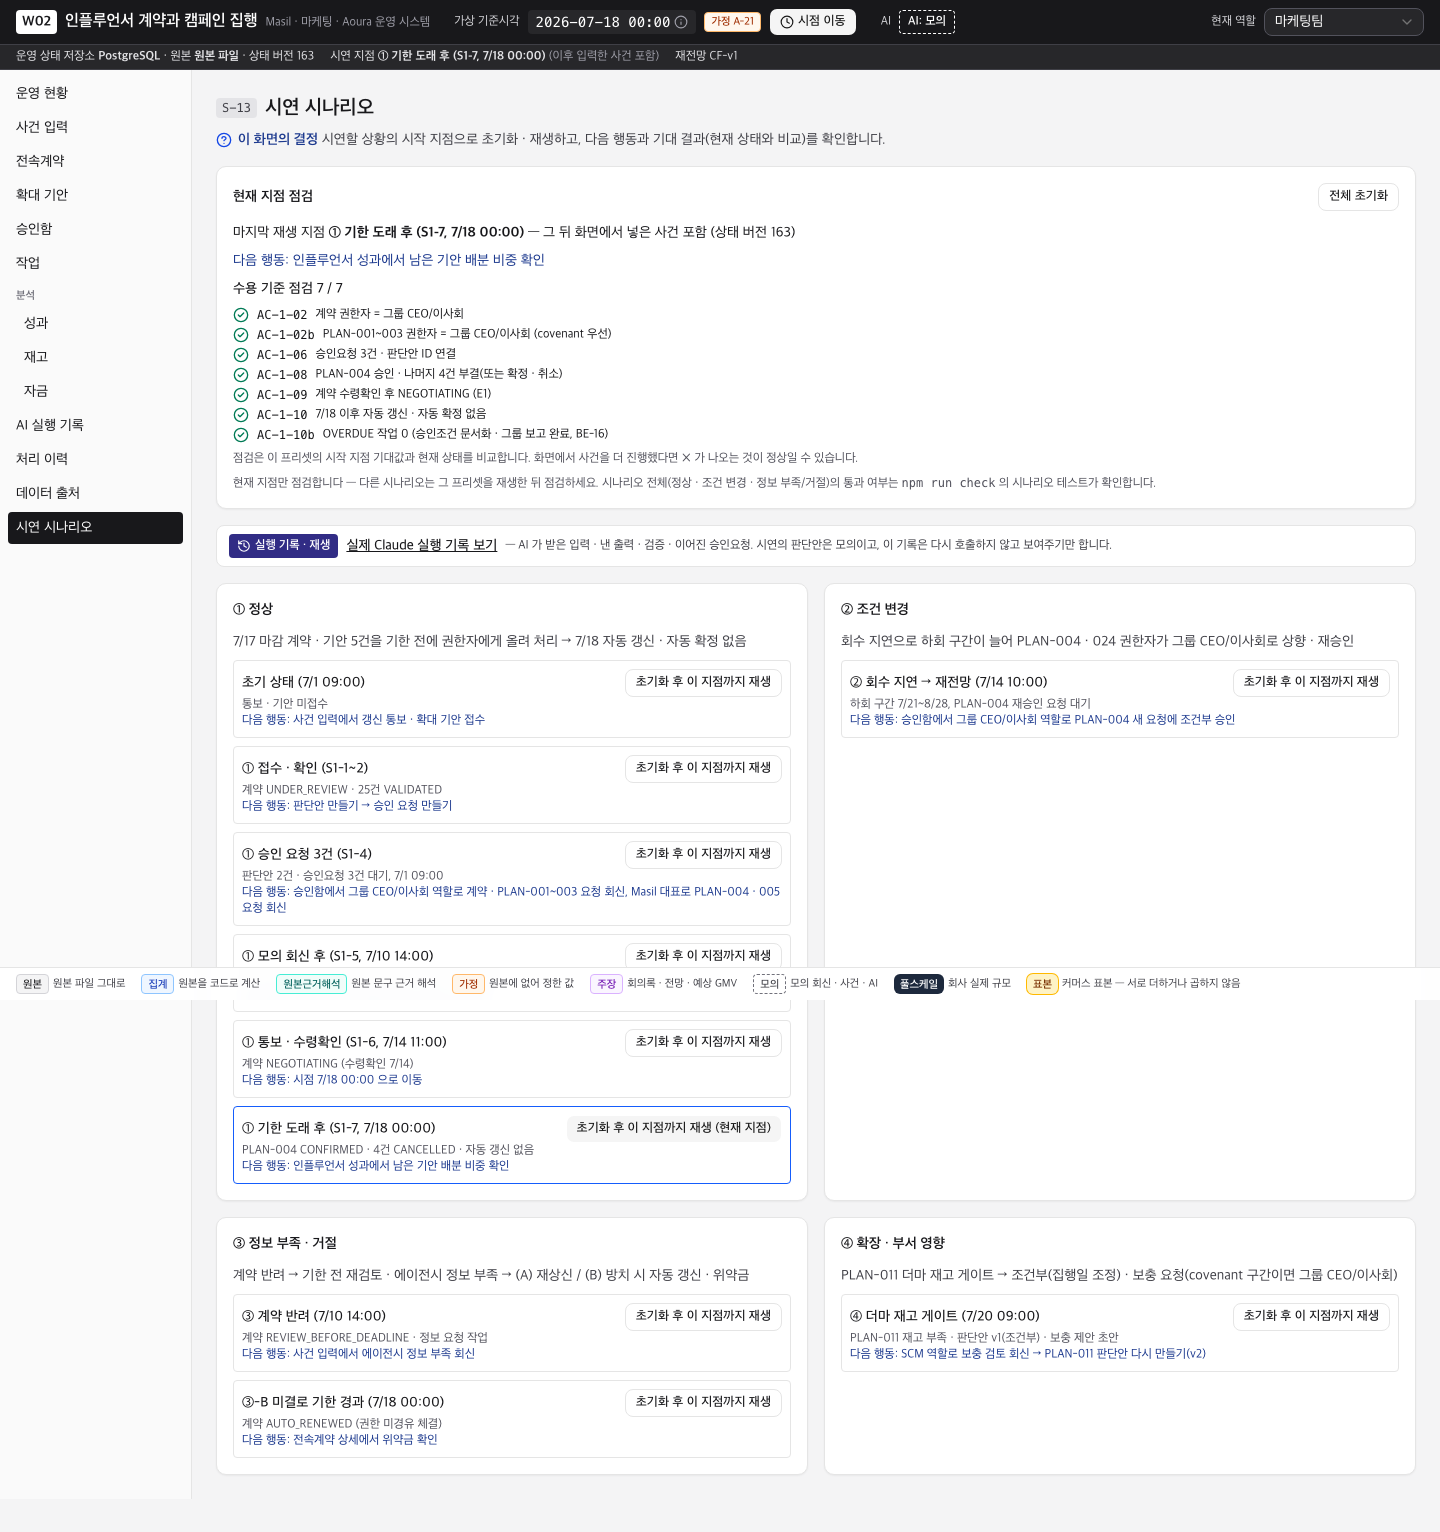 W02 인플루언서 계약과 캠페인 집행 Masil · 마케팅 · Aoura 운영 시스템 가상 기준시각 2026-07-18 00:00 가정 A-21 시점 이동 AI AI: 모의 현재 역할 마케팅팀
운영 상태 저장소 PostgreSQL · 원본 원본 파일 · 상태 버전 163 시연 지점 ① 기한 도래 후 (S1-7, 7/18 00:00) (이후 입력한 사건 포함) 재전망 CF-v1
운영 현황
사건 입력
전속계약
확대 기안
승인함
작업
분석
성과
재고
자금
AI 실행 기록
처리 이력
데이터 출처
시연 시나리오
S-13 시연 시나리오
이 화면의 결정 시연할 상황의 시작 지점으로 초기화 · 재생하고, 다음 행동과 기대 결과(현재 상태와 비교)를 확인합니다.
현재 지점 점검 전체 초기화
마지막 재생 지점 ① 기한 도래 후 (S1-7, 7/18 00:00) — 그 뒤 화면에서 넣은 사건 포함 (상태 버전 163)
다음 행동: 인플루언서 성과에서 남은 기안 배분 비중 확인
수용 기준 점검 7 / 7
AC-1-02 계약 권한자 = 그룹 CEO/이사회
AC-1-02b PLAN-001~003 권한자 = 그룹 CEO/이사회 (covenant 우선)
AC-1-06 승인요청 3건 · 판단안 ID 연결
AC-1-08 PLAN-004 승인 · 나머지 4건 부결(또는 확정 · 취소)
AC-1-09 계약 수령확인 후 NEGOTIATING (E1)
AC-1-10 7/18 이후 자동 갱신 · 자동 확정 없음
AC-1-10b OVERDUE 작업 0 (승인조건 문서화 · 그룹 보고 완료, BE-16)
점검은 이 프리셋의 시작 지점 기대값과 현재 상태를 비교합니다. 화면에서 사건을 더 진행했다면 ✕ 가 나오는 것이 정상일 수 있습니다.
현재 지점만 점검합니다 — 다른 시나리오는 그 프리셋을 재생한 뒤 점검하세요. 시나리오 전체(정상 · 조건 변경 · 정보 부족/거절)의 통과 여부는 npm run check 의 시나리오 테스트가 확인합니다.
실행 기록 · 재생 실제 Claude 실행 기록 보기 — AI 가 받은 입력 · 낸 출력 · 검증 · 이어진 승인요청. 시연의 판단안은 모의이고, 이 기록은 다시 호출하지 않고 보여주기만 합니다.
① 정상
7/17 마감 계약 · 기안 5건을 기한 전에 권한자에게 올려 처리 → 7/18 자동 갱신 · 자동 확정 없음
초기 상태 (7/1 09:00) 초기화 후 이 지점까지 재생
통보 · 기안 미접수
다음 행동: 사건 입력에서 갱신 통보 · 확대 기안 접수
① 접수 · 확인 (S1-1~2) 초기화 후 이 지점까지 재생
계약 UNDER_REVIEW · 25건 VALIDATED
다음 행동: 판단안 만들기 → 승인 요청 만들기
① 승인 요청 3건 (S1-4) 초기화 후 이 지점까지 재생
판단안 2건 · 승인요청 3건 대기, 7/1 09:00
다음 행동: 승인함에서 그룹 CEO/이사회 역할로 계약 · PLAN-001~003 요청 회신, Masil 대표로 PLAN-004 · 005
요청 회신
① 모의 회신 후 (S1-5, 7/10 14:00) 초기화 후 이 지점까지 재생
원본 원본 파일 그대로 집계 원본을 코드로 계산 원본근거해석 원본 문구 근거 해석 가정 원본에 없어 정한 값 주장 회의록 · 전망 · 예상 GMV 모의 모의 회신 · 사건 · AI 풀스케일 회사 실제 규모 표본 커머스 표본 — 서로 더하거나 곱하지 않음
① 통보 · 수령확인 (S1-6, 7/14 11:00) 초기화 후 이 지점까지 재생
계약 NEGOTIATING (수령확인 7/14)
다음 행동: 시점 7/18 00:00 으로 이동
① 기한 도래 후 (S1-7, 7/18 00:00) 초기화 후 이 지점까지 재생 (현재 지점)
PLAN-004 CONFIRMED · 4건 CANCELLED · 자동 갱신 없음
다음 행동: 인플루언서 성과에서 남은 기안 배분 비중 확인
② 조건 변경
회수 지연으로 하회 구간이 늘어 PLAN-004 · 024 권한자가 그룹 CEO/이사회로 상향 · 재승인
② 회수 지연 → 재전망 (7/14 10:00) 초기화 후 이 지점까지 재생
하회 구간 7/21~8/28, PLAN-004 재승인 요청 대기
다음 행동: 승인함에서 그룹 CEO/이사회 역할로 PLAN-004 새 요청에 조건부 승인
③ 정보 부족 · 거절
계약 반려 → 기한 전 재검토 · 에이전시 정보 부족 → (A) 재상신 / (B) 방치 시 자동 갱신 · 위약금
③ 계약 반려 (7/10 14:00) 초기화 후 이 지점까지 재생
계약 REVIEW_BEFORE_DEADLINE · 정보 요청 작업
다음 행동: 사건 입력에서 에이전시 정보 부족 회신
③-B 미결로 기한 경과 (7/18 00:00) 초기화 후 이 지점까지 재생
계약 AUTO_RENEWED (권한 미경유 체결)
다음 행동: 전속계약 상세에서 위약금 확인
④ 확장 · 부서 영향
PLAN-011 더마 재고 게이트 → 조건부(집행일 조정) · 보충 요청(covenant 구간이면 그룹 CEO/이사회)
④ 더마 재고 게이트 (7/20 09:00) 초기화 후 이 지점까지 재생
PLAN-011 재고 부족 · 판단안 v1(조건부) · 보충 제안 초안
다음 행동: SCM 역할로 보충 검토 회신 → PLAN-011 판단안 다시 만들기(v2)